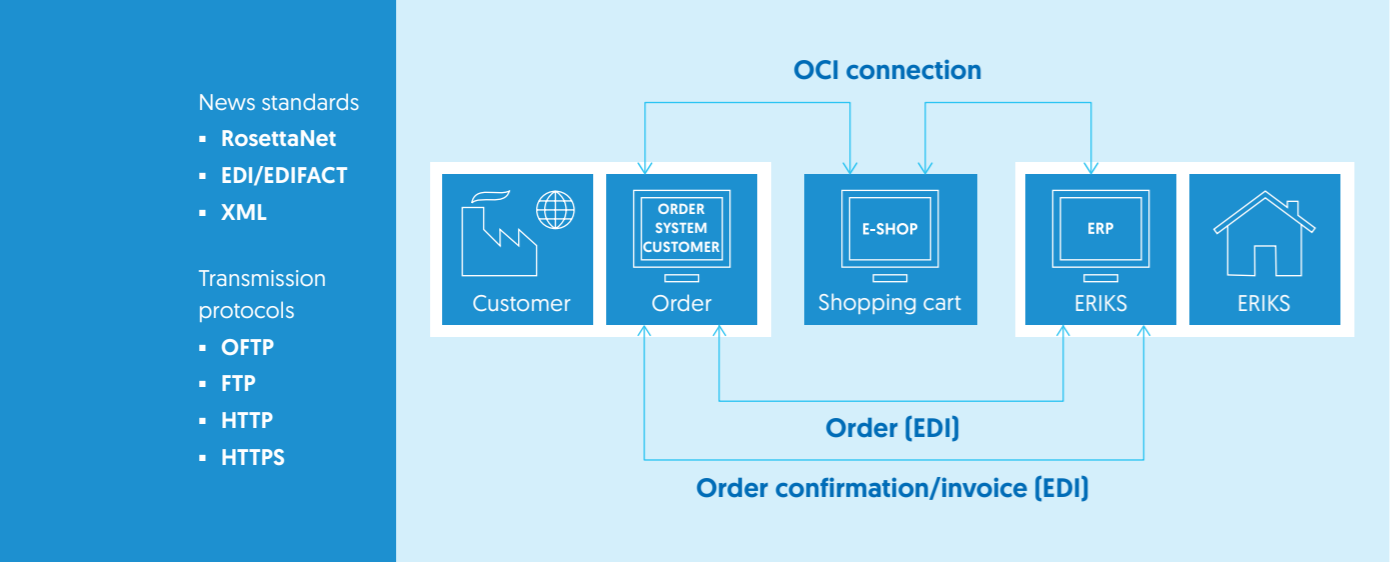 News standards
▪ RosettaNet
▪ EDI/EDIFACT
▪ XML
Transmission
protocols
▪ OFTP
▪ FTP
▪ HTTP
▪ HTTPS
OCI connection
Customer
ORDER
SYSTEM
CUSTOMER
Order
E-SHOP
Shopping cart
ERP
ERIKS
ERIKS
Order (EDI)
Order confirmation/invoice (EDI)